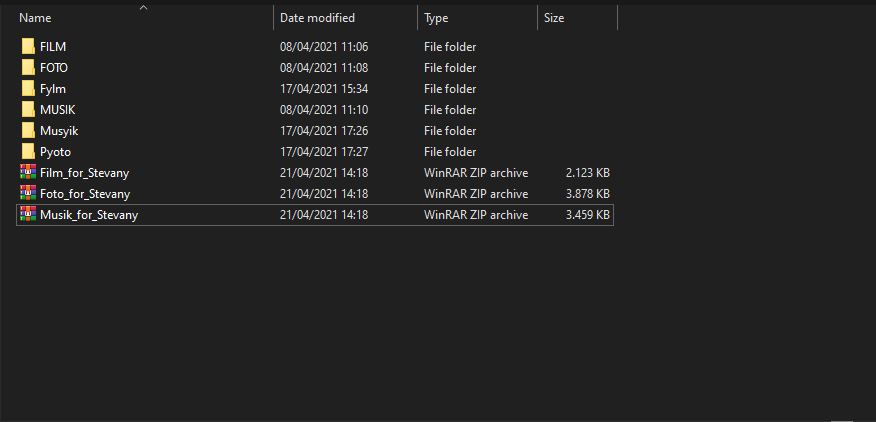 Name Date modified Type Size
FILM 08/04/2021 11:06 File folder
FOTO 08/04/2021 11:08 File folder
Fylm 17/04/2021 15:34 File folder
MUSIK 08/04/2021 11:10 File folder
Musyik 17/04/2021 17:26 File folder
Pyoto 17/04/2021 17:27 File folder
Film_for_Stevany 21/04/2021 14:18 WinRAR ZIP archive 2.123 KB
Foto_for_Stevany 21/04/2021 14:18 WinRAR ZIP archive 3.878 KB
Musik_for_Stevany 21/04/2021 14:18 WinRAR ZIP archive 3.459 KB